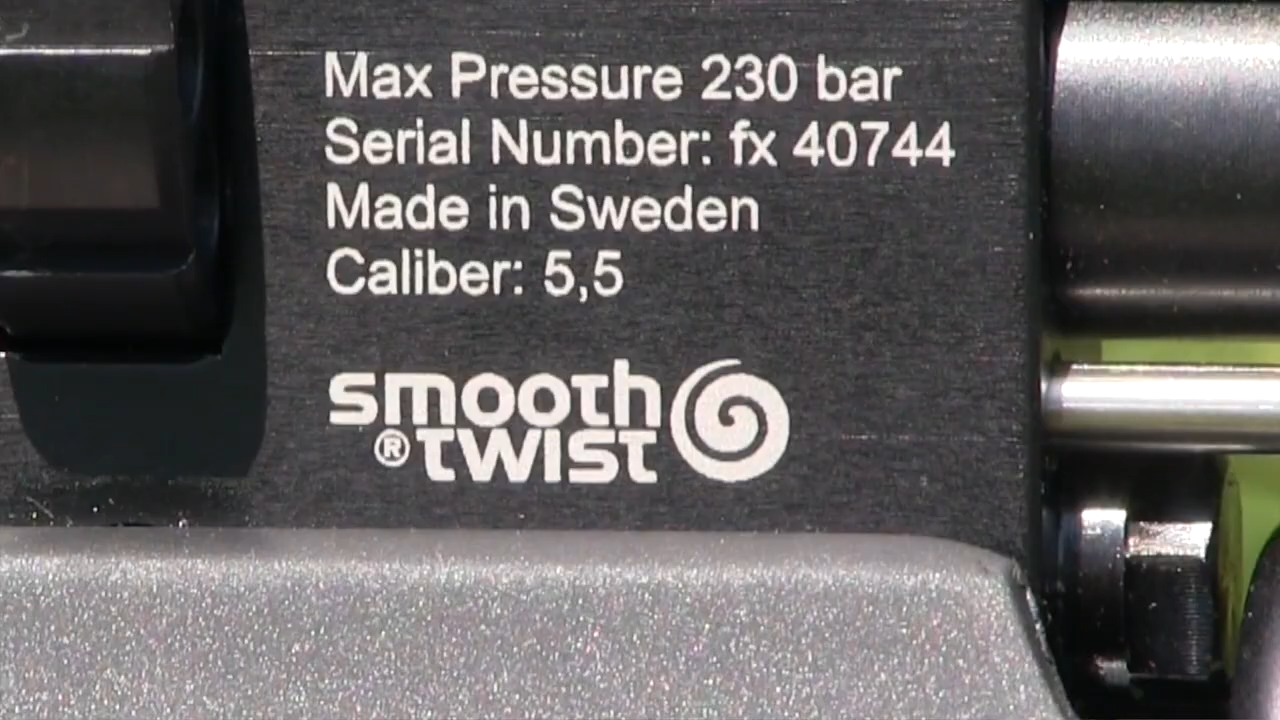 Max Pressure 230 bar
Serial Number: fx 40744
Made in Sweden
Caliber: 5,5
smooth
® twist